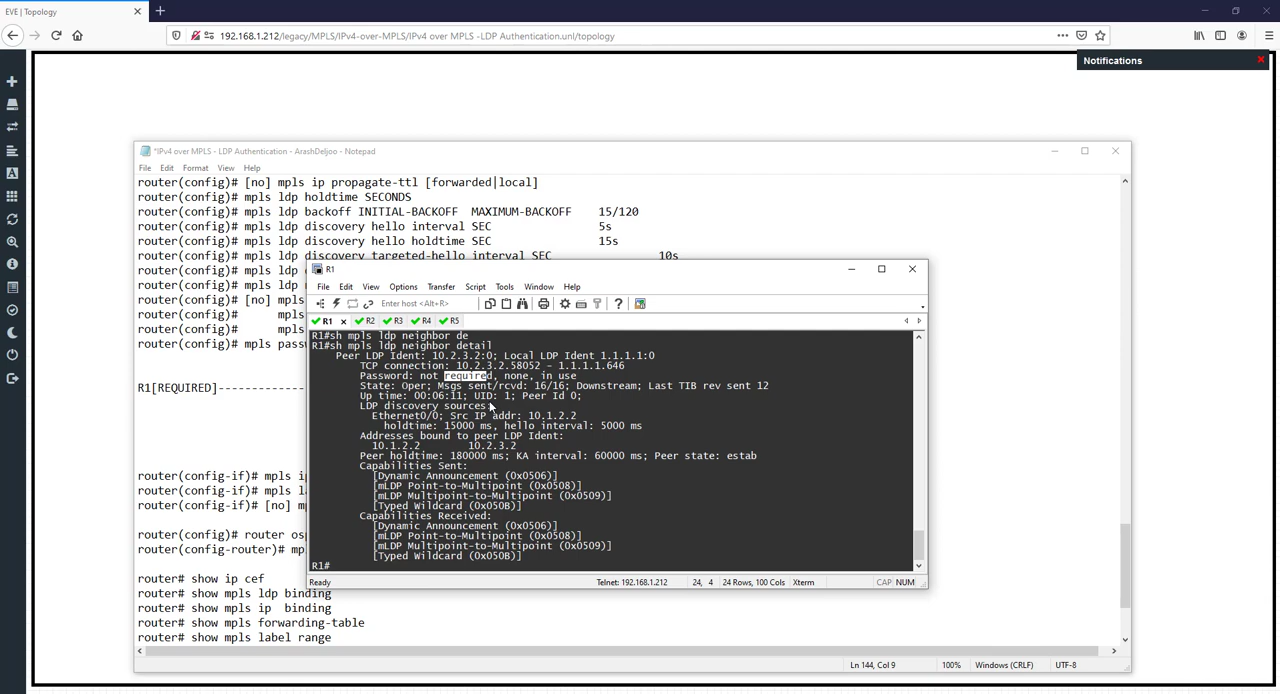 EVE | Topology
192.168.1.212/legacy/MPLS/IPv4-over-MPLS/IPv4 over MPLS -LDP Authentication.unl/topology
Notifications
*IPv4 over MPLS - LDP Authentication - ArashDeljoo - Notepad
File Edit Format View Help
router(config)# [no] mpls ip propagate-ttl [forwarded|local]
router(config)# mpls ldp holdtime SECONDS
router(config)# mpls ldp backoff INITIAL-BACKOFF MAXIMUM-BACKOFF 15/120
router(config)# mpls ldp discovery hello interval SEC 5s
router(config)# mpls ldp discovery hello holdtime SEC 15s
router(config)# mpls ldp discovery targeted-hello interval SEC 10s
router(config)# mpls ldp
router(config)# mpls ldp
router(config)# [no] mpls
router(config)# mpls
router(config)# mpls
router(config)# mpls passw
R1[REQUIRED]-------------
router(config-if)# mpls ip
router(config-if)# mpls la
router(config-if)# [no] mp
router(config)# router osp
router(config-router)# mp
router# show ip cef
router# show mpls ldp binding
router# show mpls ip binding
router# show mpls forwarding-table
router# show mpls label range
Ln 144, Col 9 100% Windows (CRLF) UTF-8
R1
File Edit View Options Transfer Script Tools Window Help
Enter host <Alt+R>
R1 R2 R3 R4 R5
R1#sh mpls ldp neighbor de
R1#sh mpls ldp neighbor detail
Peer LDP Ident: 10.2.3.2:0; Local LDP Ident 1.1.1.1:0
TCP connection: 10.2.3.2.58052 - 1.1.1.1.646
Password: not required, none, in use
State: Oper; Msgs sent/rcvd: 16/16; Downstream; Last TIB rev sent 12
Up time: 00:06:11; UID: 1; Peer Id 0;
LDP discovery sources:
Ethernet0/0; Src IP addr: 10.1.2.2
holdtime: 15000 ms, hello interval: 5000 ms
Addresses bound to peer LDP Ident:
10.1.2.2 10.2.3.2
Peer holdtime: 180000 ms; KA interval: 60000 ms; Peer state: estab
Capabilities Sent:
[Dynamic Announcement (0x0506)]
[mLDP Point-to-Multipoint (0x0508)]
[mLDP Multipoint-to-Multipoint (0x0509)]
[Typed Wildcard (0x050B)]
Capabilities Received:
[Dynamic Announcement (0x0506)]
[mLDP Point-to-Multipoint (0x0508)]
[mLDP Multipoint-to-Multipoint (0x0509)]
[Typed Wildcard (0x050B)]
R1#
Ready Telnet: 192.168.1.212 24, 4 24 Rows, 100 Cols Xterm CAP NUM